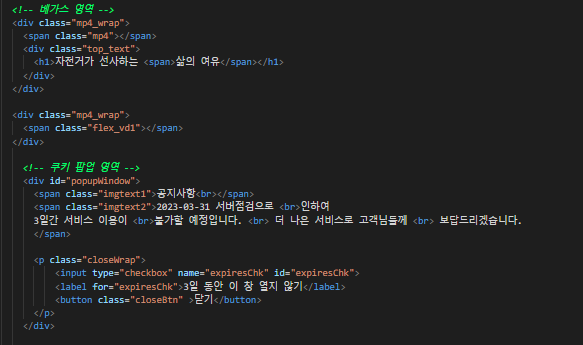 <!-- 베가스 영역 -->
<div class="mp4_wrap">
<span class="mp4"></span>
<div class="top_text">
<h1>자전거가 선사하는 <span>삶의 여유</span></h1>
</div>
</div>
<div class="mp4_wrap">
<span class="flex_vd1"></span>
</div>
<!-- 쿠키 팝업 영역 -->
<div id="popupWindow">
<span class="imgtext1">공지사항<br></span>
<span class="imgtext2">2023-03-31 서버점검으로 <br>인하여
3일간 서비스 이용이 <br>불가할 예정입니다. <br> 더 나은 서비스로 고객님들께 <br> 보답드리겠습니다.
</span>
<p class="closeWrap">
<input type="checkbox" name="expiresChk" id="expiresChk">
<label for="expiresChk">3일 동안 이 창 열지 않기</label>
<button class="closeBtn" >닫기</button>
</p>
</div>